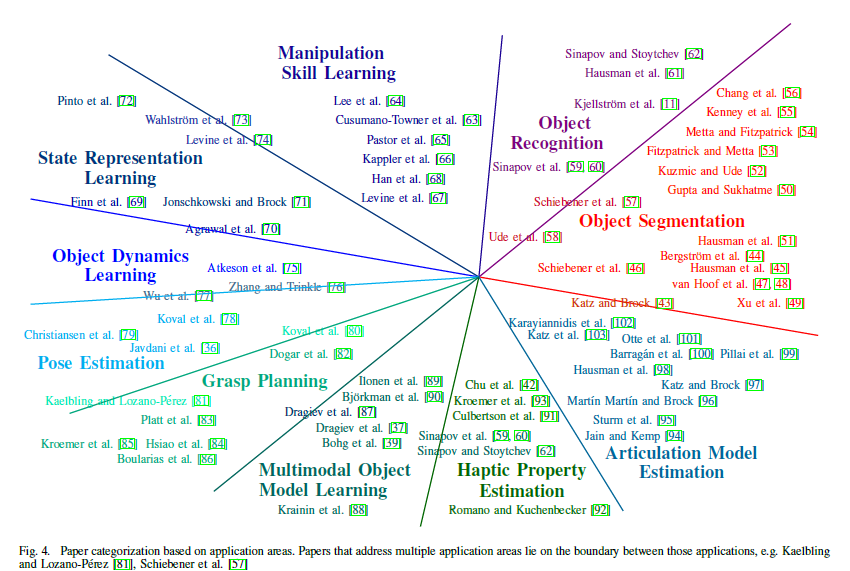 Manipulation
Skill Learning
Sinapov and Stoytchev [62]
Hausman et al. [61]
Pinto et al. [72]
Lee et al. [64]
Chang et al. [56]
Kjellström et al. [11]
Kenney et al. [55]
Wahlström et al. [73]
Cusumano-Towner et al. [63]
Object
Recognition
Metta and Fitzpatrick [54]
Levine et al. [74]
Pastor et al. [65]
Fitzpatrick and Metta [53]
State Representation
Learning
Kappler et al. [66]
Sinapov et al. [59, 60]
Kuzmic and Ude [52]
Han et al. [68]
Gupta and Sukhatme [50]
Finn et al. [69]
Jonschkowski and Brock [71]
Levine et al. [67]
Schiebener et al. [57]
Object Segmentation
Agrawal et al. [70]
Ude et al. [58]
Hausman et al. [51]
Object Dynamics
Learning
Bergström et al. [44]
Atkeson et al. [75]
Schiebener et al. [46]
Hausman et al. [45]
Zhang and Trinkle [76]
van Hoof et al. [47, 48]
Wu et al. [77]
Katz and Brock [43]
Xu et al. [49]
Koval et al. [78]
Karayiannidis et al. [102]
Christiansen et al. [79]
Koval et al. [80]
Katz et al. [103]
Otte et al. [101]
Javdani et al. [36]
Dogar et al. [82]
Barragán et al. [100]
Pillai et al. [99]
Pose Estimation
Hausman et al. [98]
Grasp Planning
Ilonen et al. [89]
Chu et al. [42]
Katz and Brock [97]
Kaelbling and Lozano-Pérez [81]
Björkman et al. [90]
Kroemer et al. [93]
Martín Martín and Brock [96]
Dragiev et al. [87]
Culbertson et al. [91]
Platt et al. [83]
Dragiev et al. [37]
Sturm et al. [95]
Kroemer et al. [85]
Hsiao et al. [84]
Bohg et al. [39]
Sinapov et al. [59, 60]
Jain and Kemp [94]
Boularias et al. [86]
Sinapov and Stoytchev [62]
Articulation Model
Estimation
Multimodal Object
Model Learning
Haptic Property
Estimation
Krainin et al. [88]
Romano and Kuchenbecker [92]
Fig. 4. Paper categorization based on application areas. Papers that address multiple application areas lie on the boundary between those applications, e.g. Kaelbling
and Lozano-Pérez [81], Schiebener et al. [57]